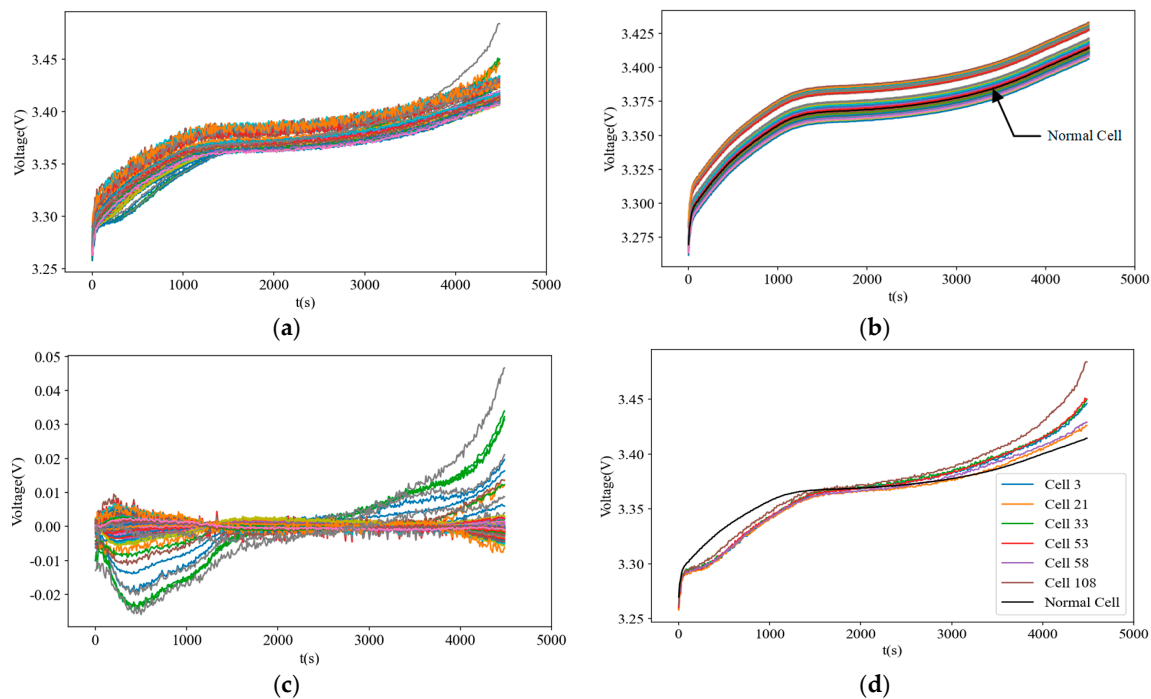 3.45
3.40
3.35
3.30
3.25
Voltage(V)
0
1000
2000
3000
4000
5000
t(s)
(a)
3.425
3.400
3.375
3.350
3.325
3.300
3.275
Voltage(V)
Normal Cell
0
1000
2000
3000
4000
5000
t(s)
(b)
0.05
0.04
0.03
0.02
0.01
0.00
-0.01
-0.02
Voltage(V)
0
1000
2000
3000
4000
5000
t(s)
(c)
3.45
3.40
3.35
3.30
3.25
Voltage(V)
Cell 3
Cell 21
Cell 33
Cell 53
Cell 58
Cell 108
Normal Cell
0
1000
2000
3000
4000
5000
t(s)
(d)